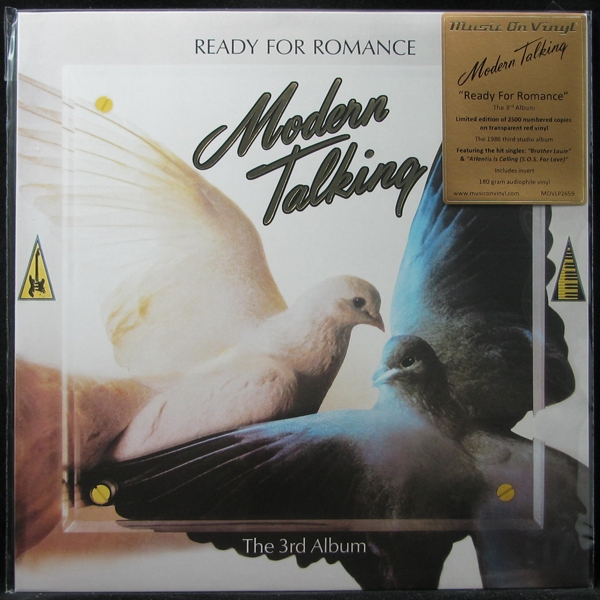 READY FOR ROMANCE
Modern
Talking
The 3rd Album
Music On Vinyl
Modern Talking
"Ready For Romance"
The 3rd Album
Limited edition of 2500 numbered copies
on transparent red vinyl
The 1986 third studio album
Featuring the hit singles: "Brother Louie"
& "Atlantis Is Calling (S.O.S. For Love)"
Includes insert
180 gram audiophile vinyl
www.musiconvinyl.com MOVLP2659